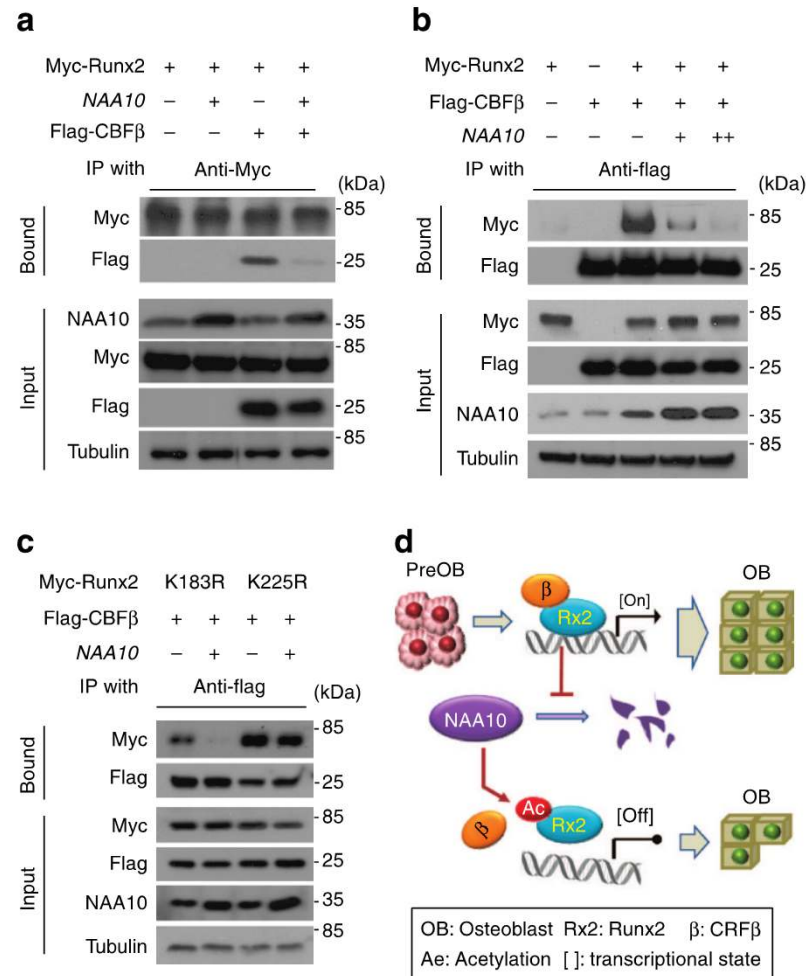 a
Myc-Runx2 + + + +
NAA10 – + – +
Flag-CBFβ – – + +
IP with Anti-Myc (kDa)
Bound
Myc - 85
Flag - 25
Input
NAA10 - 35
Myc - 85
Flag - 25
Tubulin - 85
b
Myc-Runx2 + – + + +
Flag-CBFβ – + + + +
NAA10 – – – + ++
IP with Anti-flag (kDa)
Bound
Myc - 85
Flag - 25
Input
Myc - 85
Flag - 25
NAA10 - 35
Tubulin - 85
c
Myc-Runx2 K183R K225R
Flag-CBFβ + + + +
NAA10 – + – +
IP with Anti-flag (kDa)
Bound
Myc - 85
Flag - 25
Input
Myc - 85
Flag - 25
NAA10 - 35
Tubulin - 85
d
PreOB β Rx2 [On] OB
NAA10
Ac β Rx2 [Off] OB
OB: Osteoblast Rx2: Runx2 β: CRFβ
Ae: Acetylation [ ]: transcriptional state